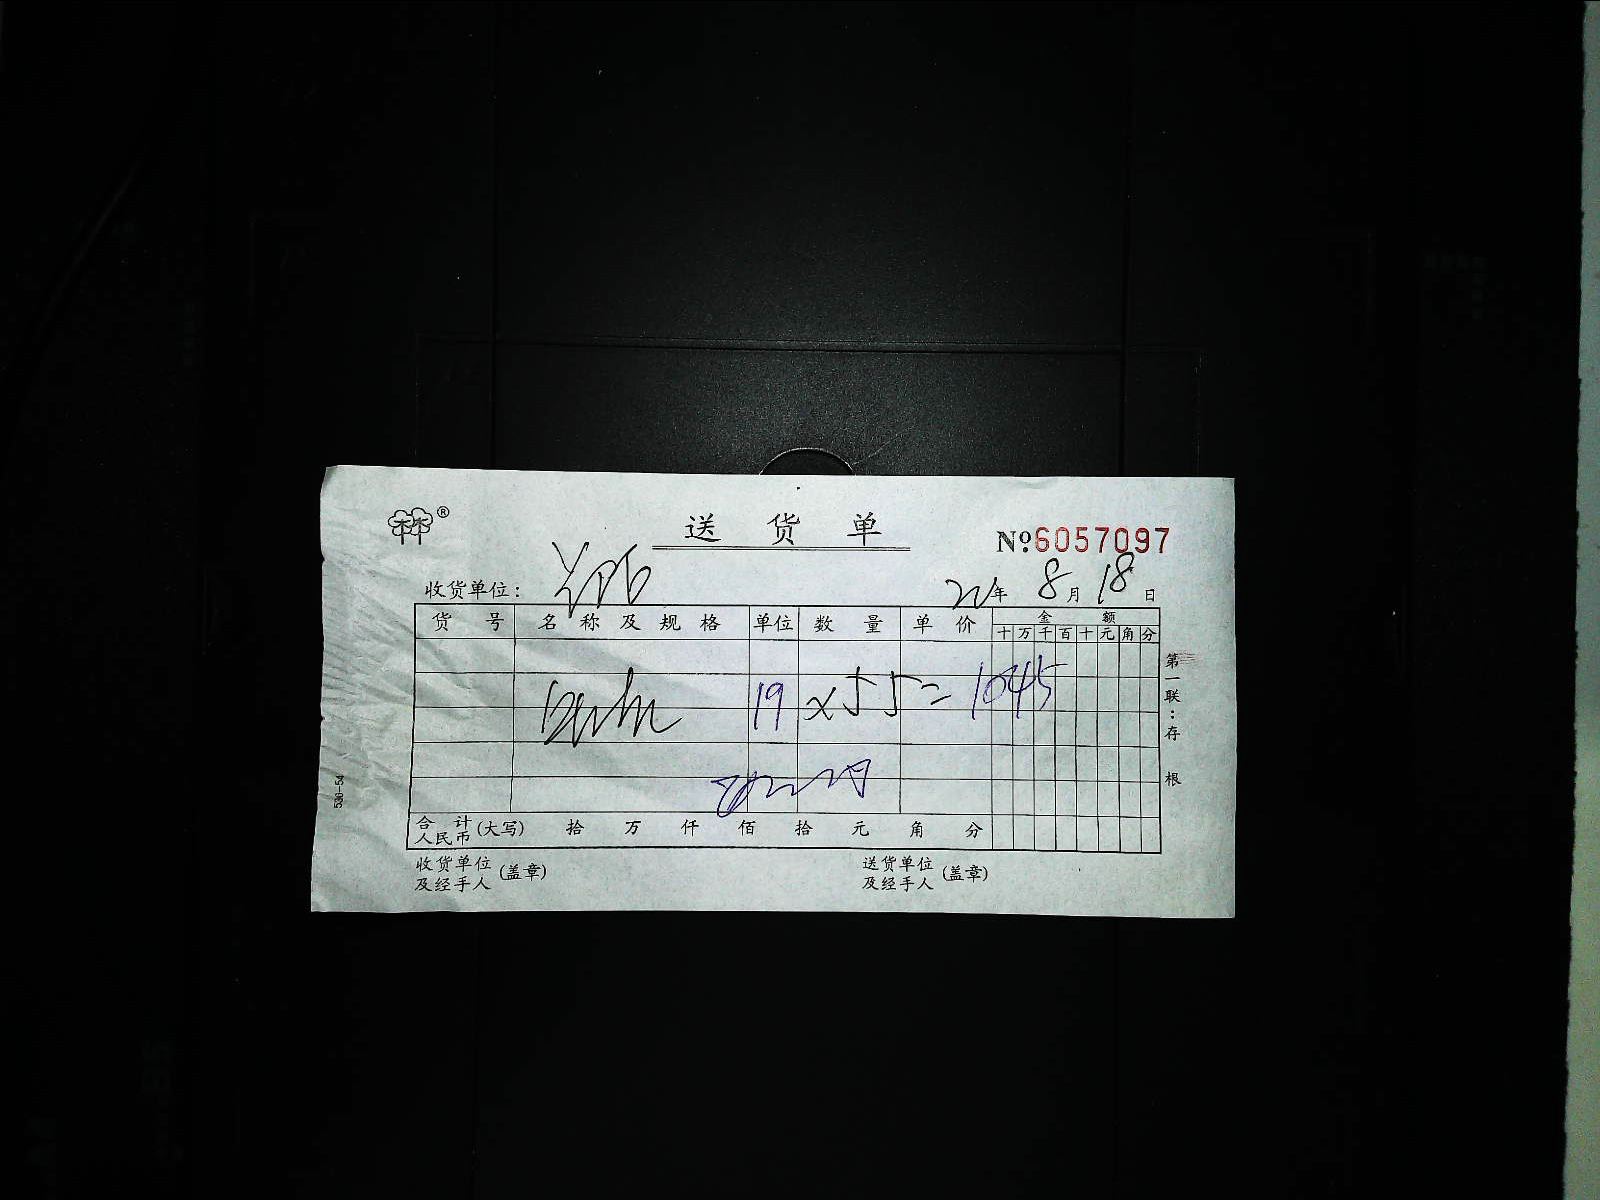 ®
送 货 单
№6057097
收货单位：
年 8月 18日
货 号 名 称 及 规 格 单位 数 量 单 价 金 额
十 万 千 百 十 元 角 分
19 × 55 = 1045
合 计 人民币 (大写) 拾 万 仟 佰 拾 元 角 分
收货单位及经手人 (盖章) 送货单位及经手人 (盖章)
第一联：存根
530-54